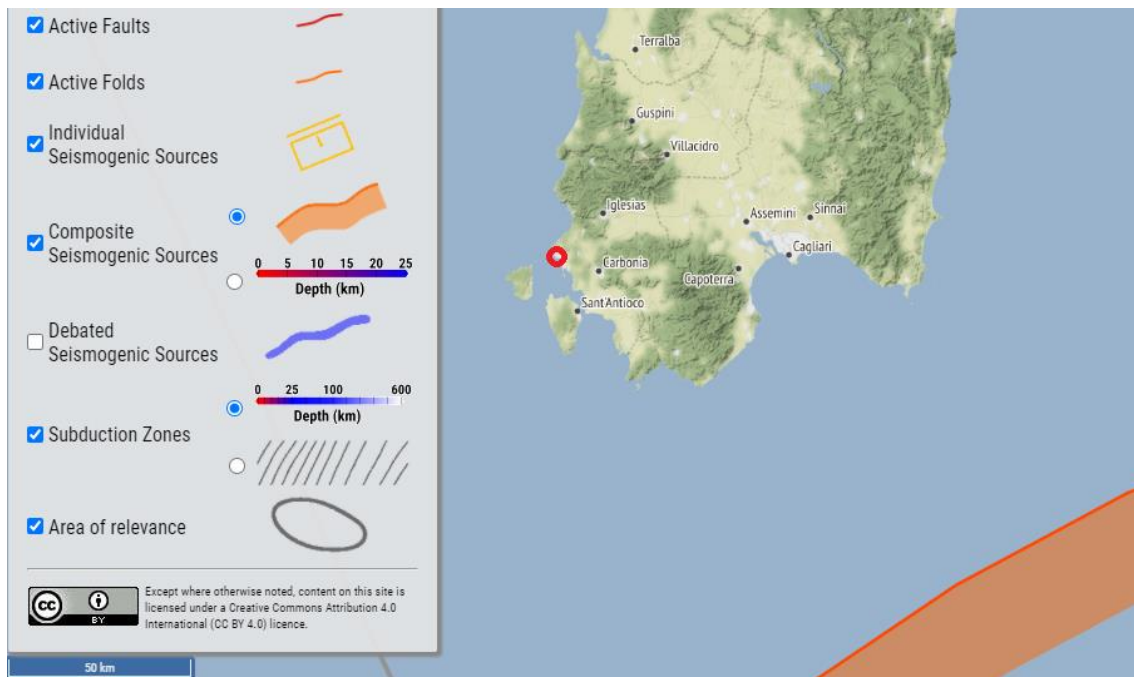 Active Faults
Active Folds
Individual
Seismogenic Sources
Composite
Seismogenic Sources
0 5 10 15 20 25
Depth (km)
Debated
Seismogenic Sources
0 25 100 600
Depth (km)
Subduction Zones
Area of relevance
cc
BY
Except where otherwise noted, content on this site is
licensed under a Creative Commons Attribution 4.0
International (CC BY 4.0) licence.
50 km
Terralba
Guspini
Villacidro
Iglesias
Assemini
Sinnai
Cagliari
Carbonia
Capoterra
Sant'Antioco